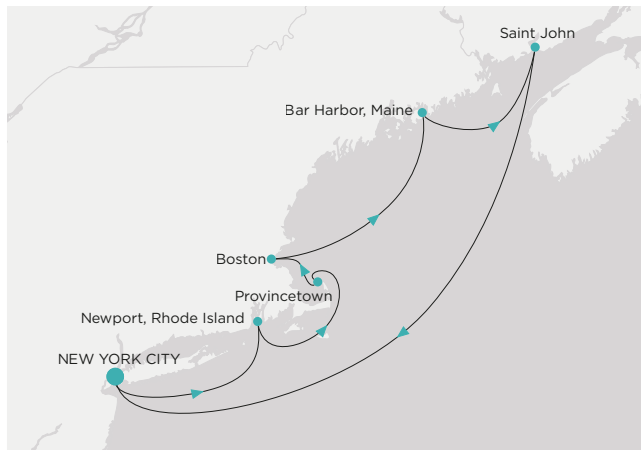 Saint John
Bar Harbor, Maine
Boston
Provincetown
Newport, Rhode Island
NEW YORK CITY